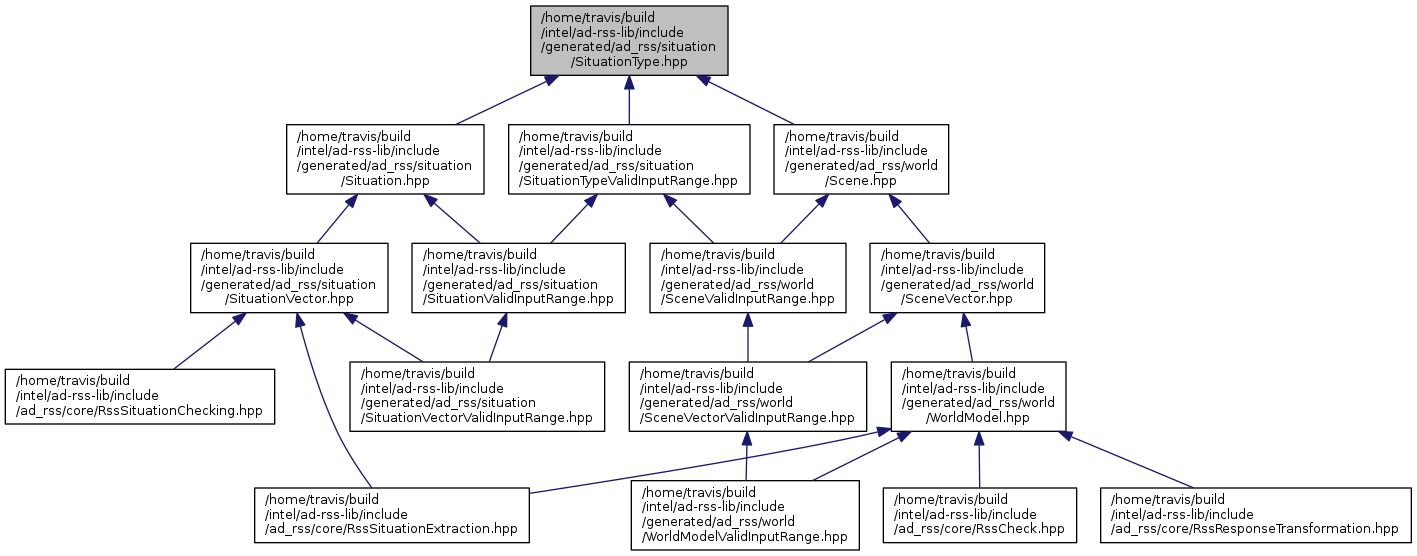 /home/travis/build
/intel/ad-rss-lib/include
/generated/ad_rss/situation
/SituationType.hpp
/home/travis/build
/intel/ad-rss-lib/include
/generated/ad_rss/situation
/Situation.hpp
/home/travis/build
/intel/ad-rss-lib/include
/generated/ad_rss/situation
/SituationTypeValidInputRange.hpp
/home/travis/build
/intel/ad-rss-lib/include
/generated/ad_rss/world
/Scene.hpp
/home/travis/build
/intel/ad-rss-lib/include
/generated/ad_rss/situation
/SituationVector.hpp
/home/travis/build
/intel/ad-rss-lib/include
/generated/ad_rss/situation
/SituationValidInputRange.hpp
/home/travis/build
/intel/ad-rss-lib/include
/generated/ad_rss/world
/SceneValidInputRange.hpp
/home/travis/build
/intel/ad-rss-lib/include
/generated/ad_rss/world
/SceneVector.hpp
/home/travis/build
/intel/ad-rss-lib/include
/ad_rss/core/RssSituationChecking.hpp
/home/travis/build
/intel/ad-rss-lib/include
/generated/ad_rss/situation
/SituationVectorValidInputRange.hpp
/home/travis/build
/intel/ad-rss-lib/include
/generated/ad_rss/world
/SceneVectorValidInputRange.hpp
/home/travis/build
/intel/ad-rss-lib/include
/generated/ad_rss/world
/WorldModel.hpp
/home/travis/build
/intel/ad-rss-lib/include
/ad_rss/core/RssSituationExtraction.hpp
/home/travis/build
/intel/ad-rss-lib/include
/generated/ad_rss/world
/WorldModelValidInputRange.hpp
/home/travis/build
/intel/ad-rss-lib/include
/ad_rss/core/RssCheck.hpp
/home/travis/build
/intel/ad-rss-lib/include
/ad_rss/core/RssResponseTransformation.hpp